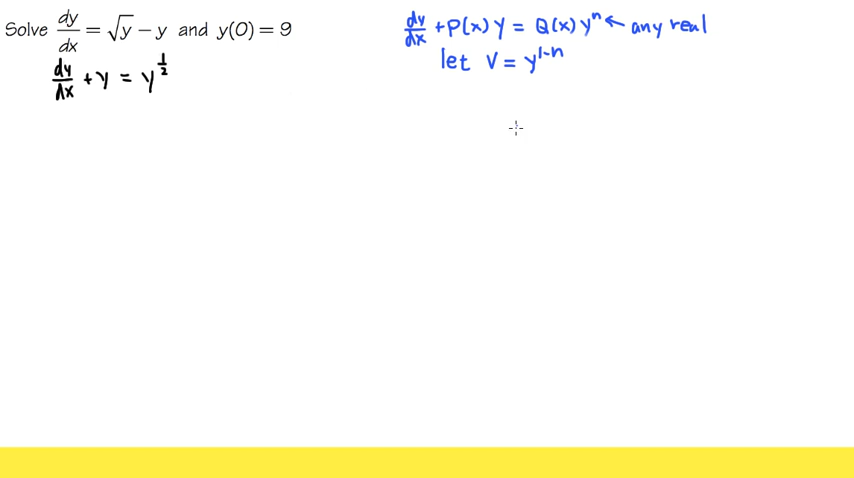 Solve dy/dx = √y − y and y(0) = 9
dy/dx + y = y^(1/2)
dy/dx + P(x) y = Q(x) y^n ← any real
let v = y^(1-n)